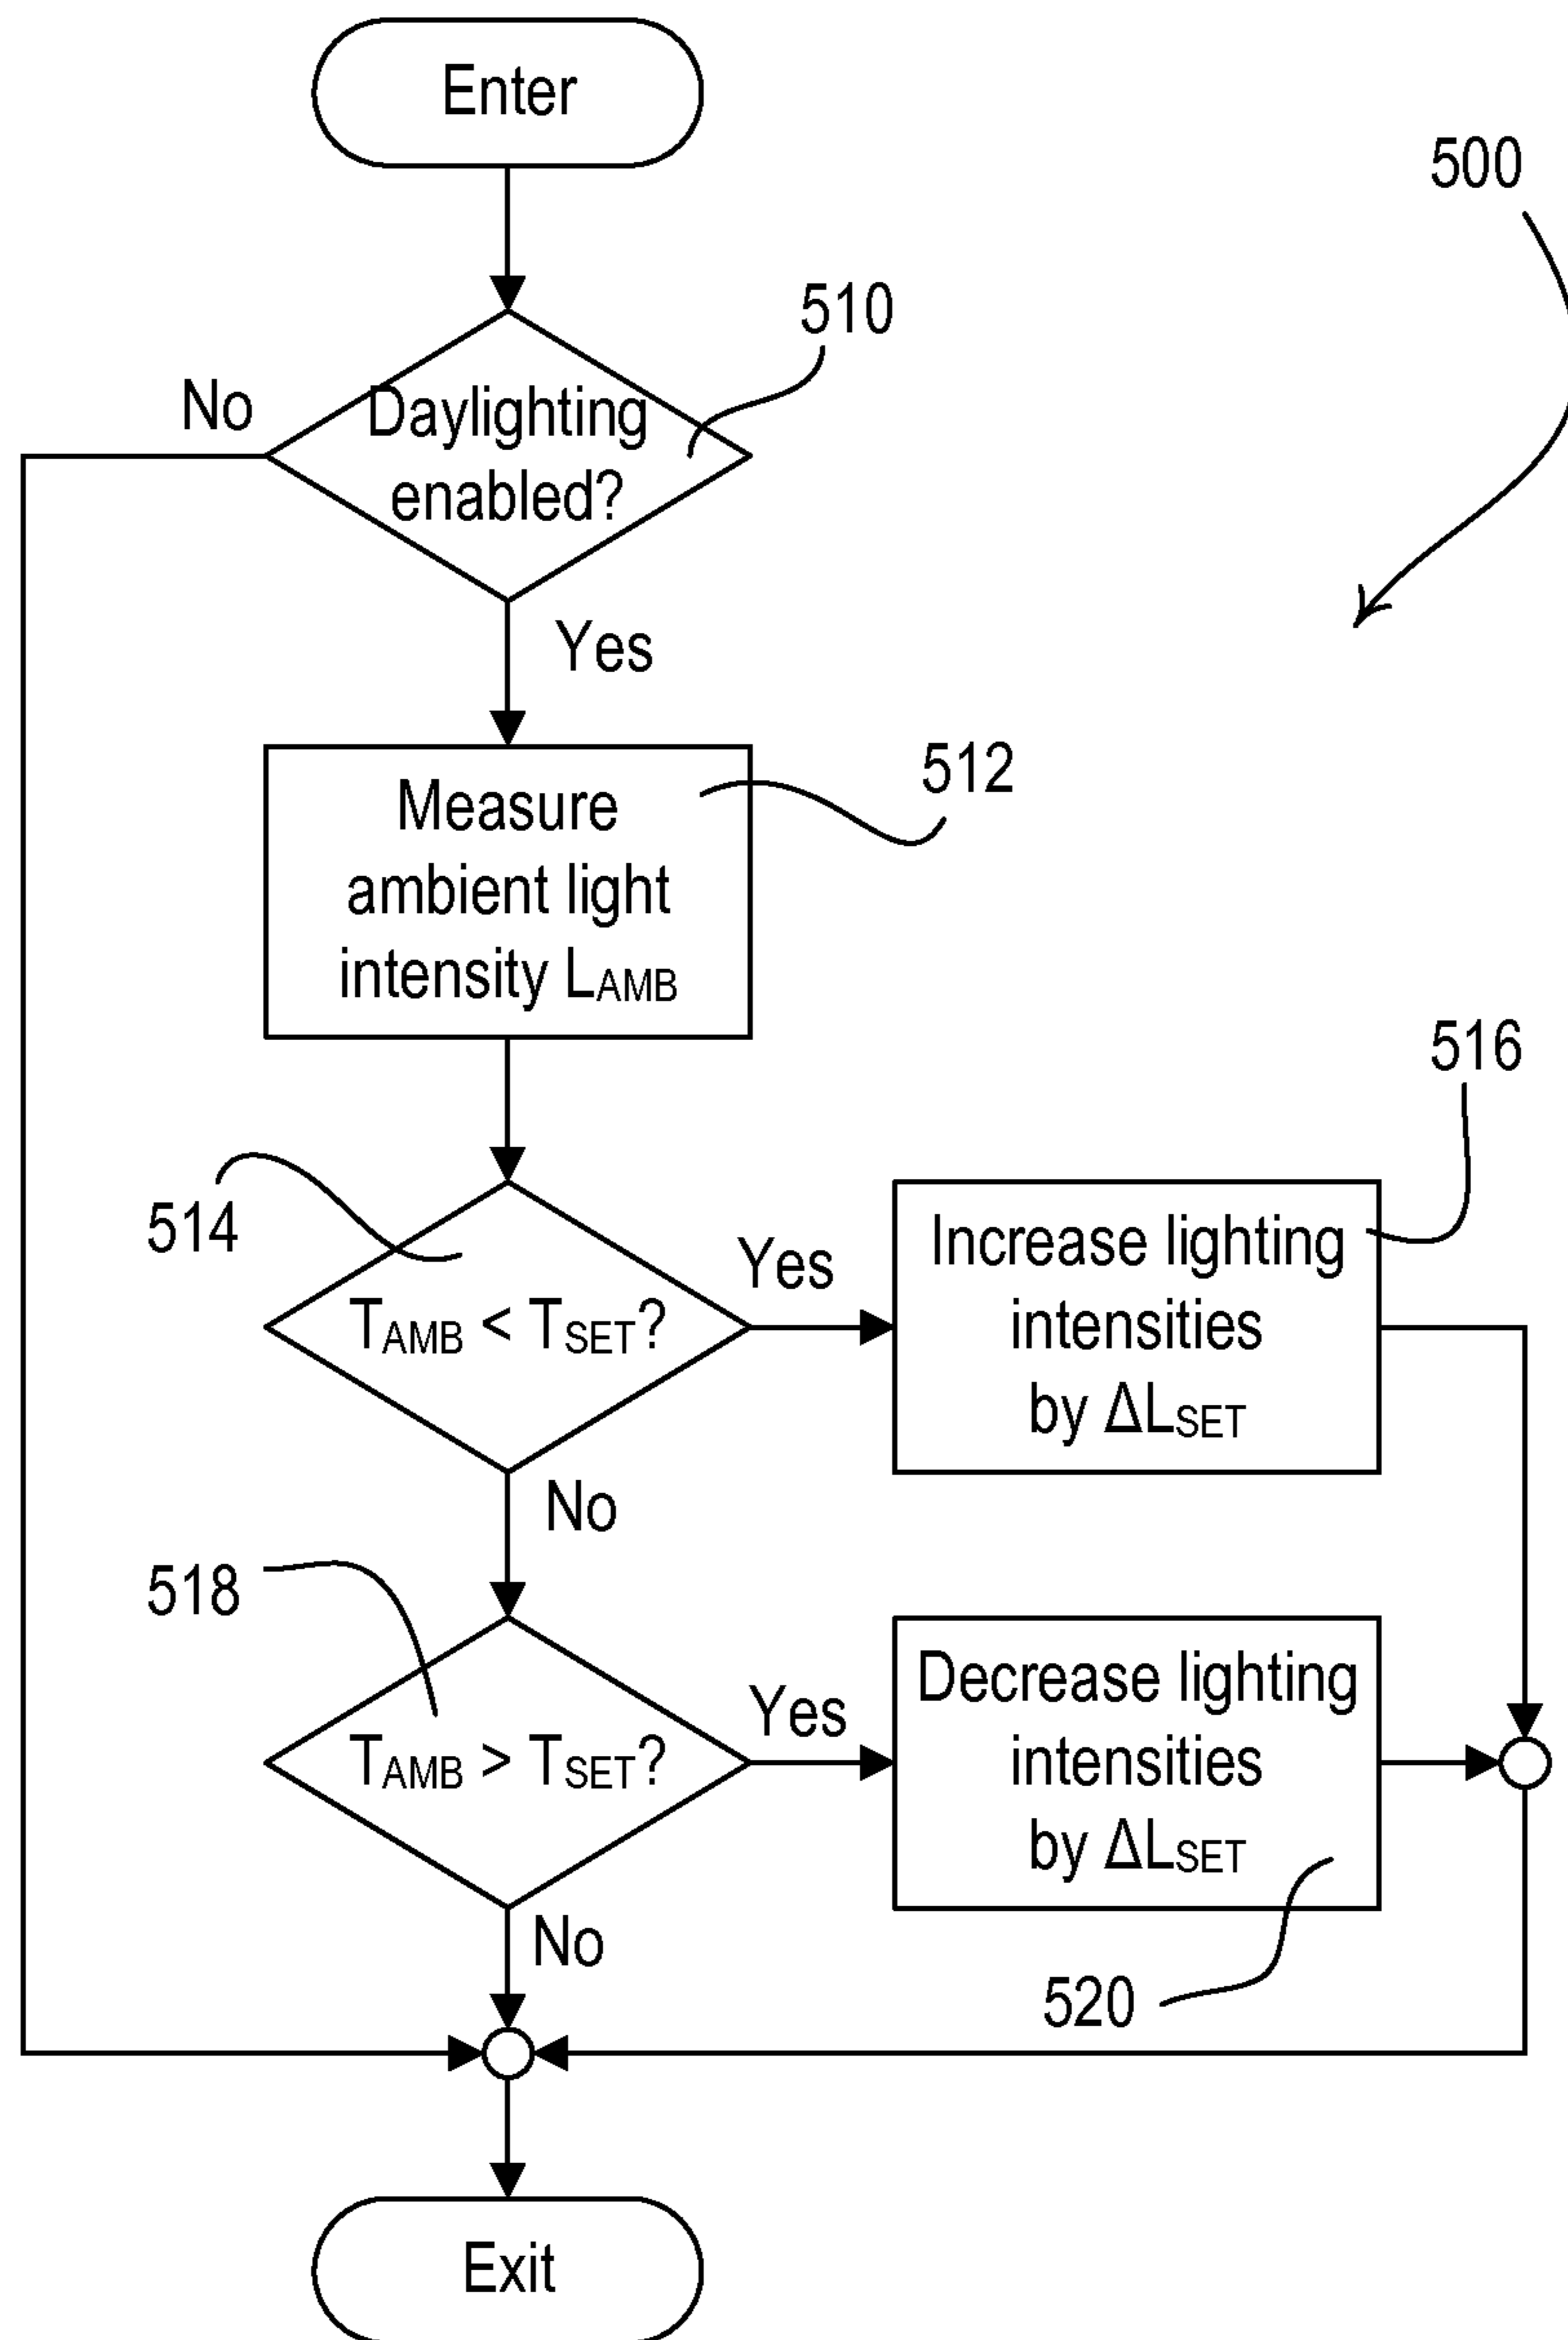 Enter
500
510
No
Daylighting
enabled?
Yes
512
Measure
ambient light
intensity LAMB
516
514
Yes
Increase lighting
intensities
by ΔLSET
TAMB < TSET?
No
518
Yes
Decrease lighting
intensities
by ΔLSET
TAMB > TSET?
No
520
Exit